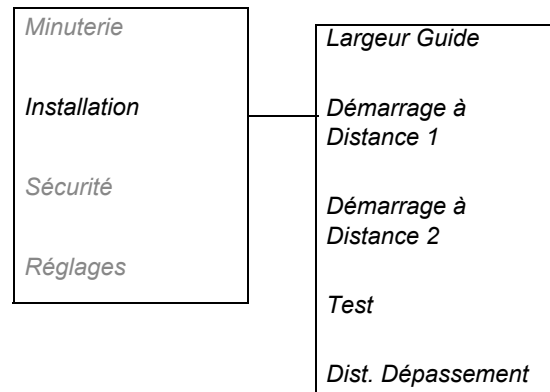 Minuterie
Installation
Sécurité
Réglages
Largeur Guide
Démarrage à
Distance 1
Démarrage à
Distance 2
Test
Dist. Dépassement